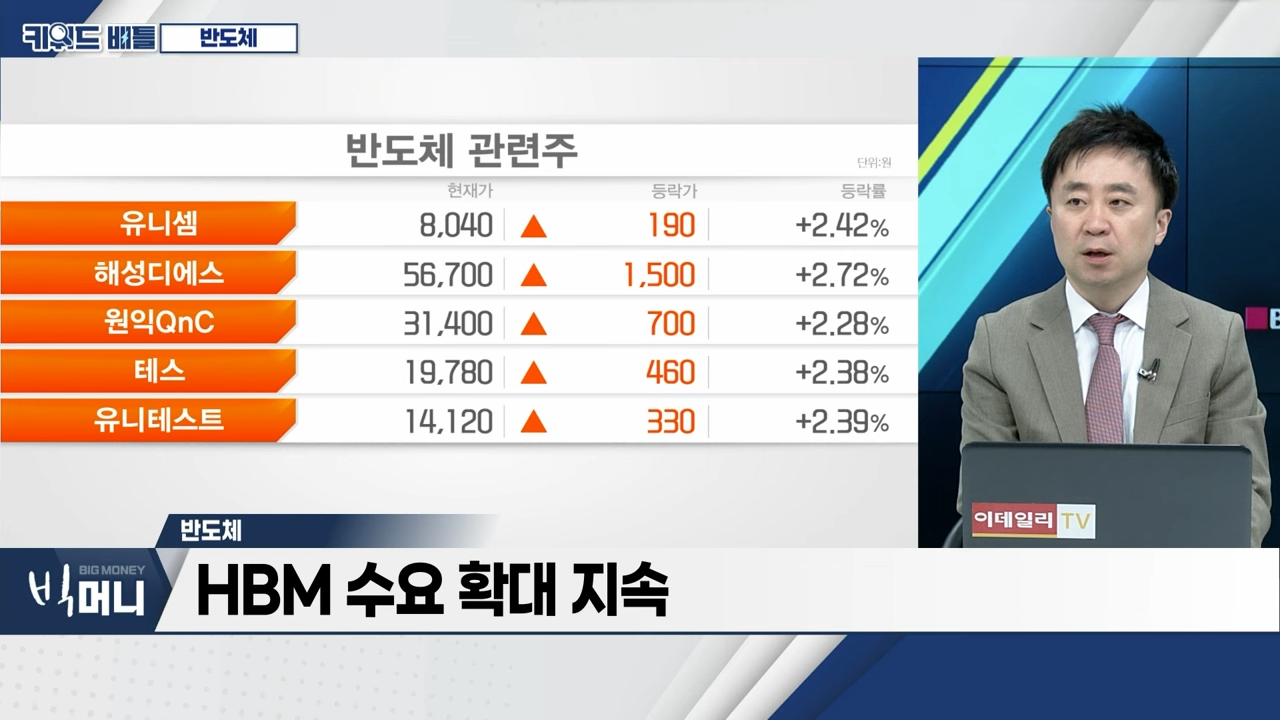 키워드 배틀 반도체
반도체 관련주
단위:원
현재가 등락가 등락률
유니셈 8,040 ▲ 190 +2.42%
해성디에스 56,700 ▲ 1,500 +2.72%
원익QnC 31,400 ▲ 700 +2.28%
테스 19,780 ▲ 460 +2.38%
유니테스트 14,120 ▲ 330 +2.39%
이데일리 TV
반도체
BIG MONEY
빅머니
HBM 수요 확대 지속